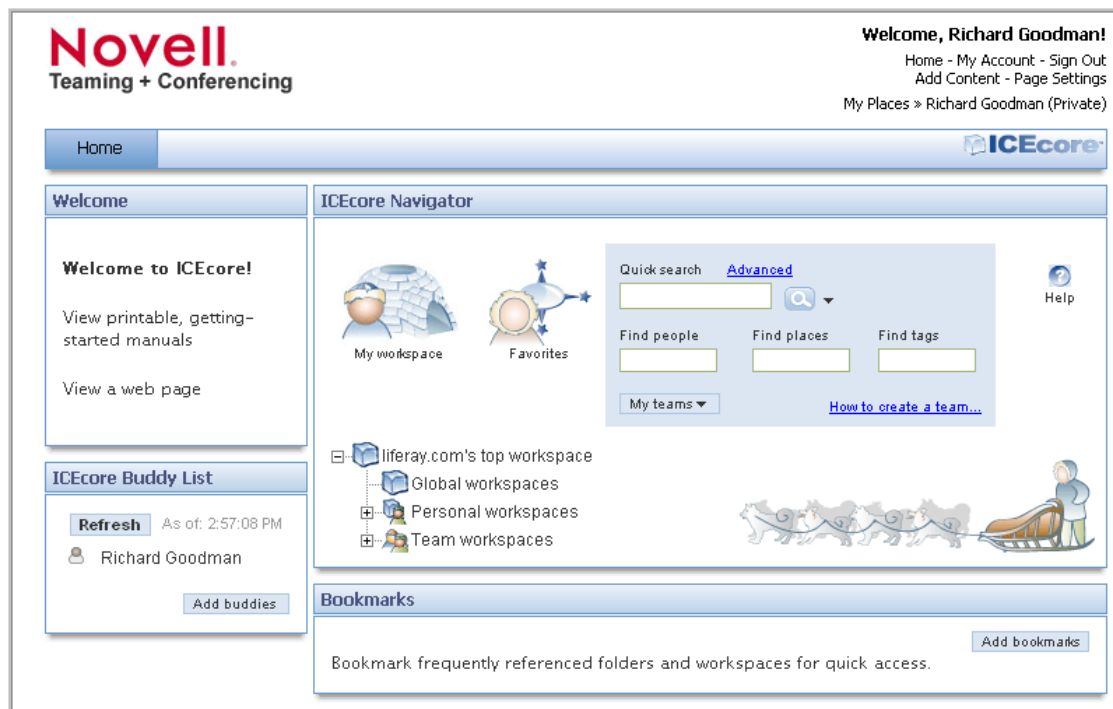 Novell.
Teaming + Conferencing
Welcome, Richard Goodman!
Home - My Account - Sign Out
Add Content - Page Settings
My Places » Richard Goodman (Private)
Home
ICEcore
Welcome
Welcome to ICEcore!
View printable, getting-
started manuals
View a web page
ICEcore Buddy List
Refresh As of: 2:57:08 PM
Richard Goodman
Add buddies
ICEcore Navigator
My workspace
Favorites
Quick search Advanced
Find people Find places Find tags
My teams How to create a team...
Help
liferay.com's top workspace
Global workspaces
Personal workspaces
Team workspaces
Bookmarks
Add bookmarks
Bookmark frequently referenced folders and workspaces for quick access.